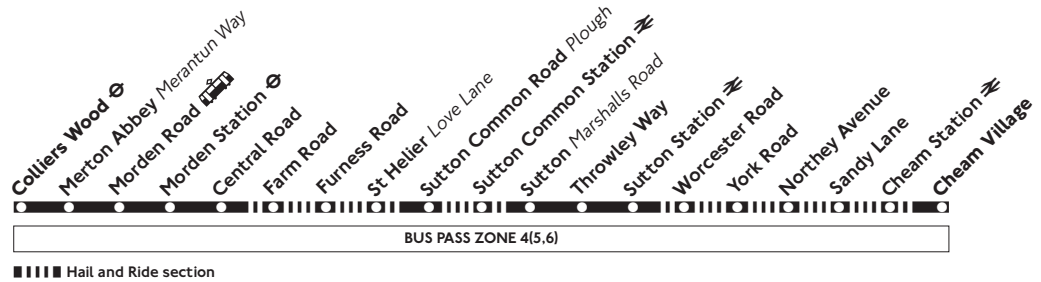 Colliers Wood
Merton Abbey Merantun Way
Morden Road
Morden Station
Central Road
Farm Road
Furness Road
St Helier Love Lane
Sutton Common Road Plough
Sutton Common Station
Sutton Marshalls Road
Throwley Way
Sutton Station
Worcester Road
York Road
Northey Avenue
Sandy Lane
Cheam Station
Cheam Village
BUS PASS ZONE 4(5,6)
Hail and Ride section